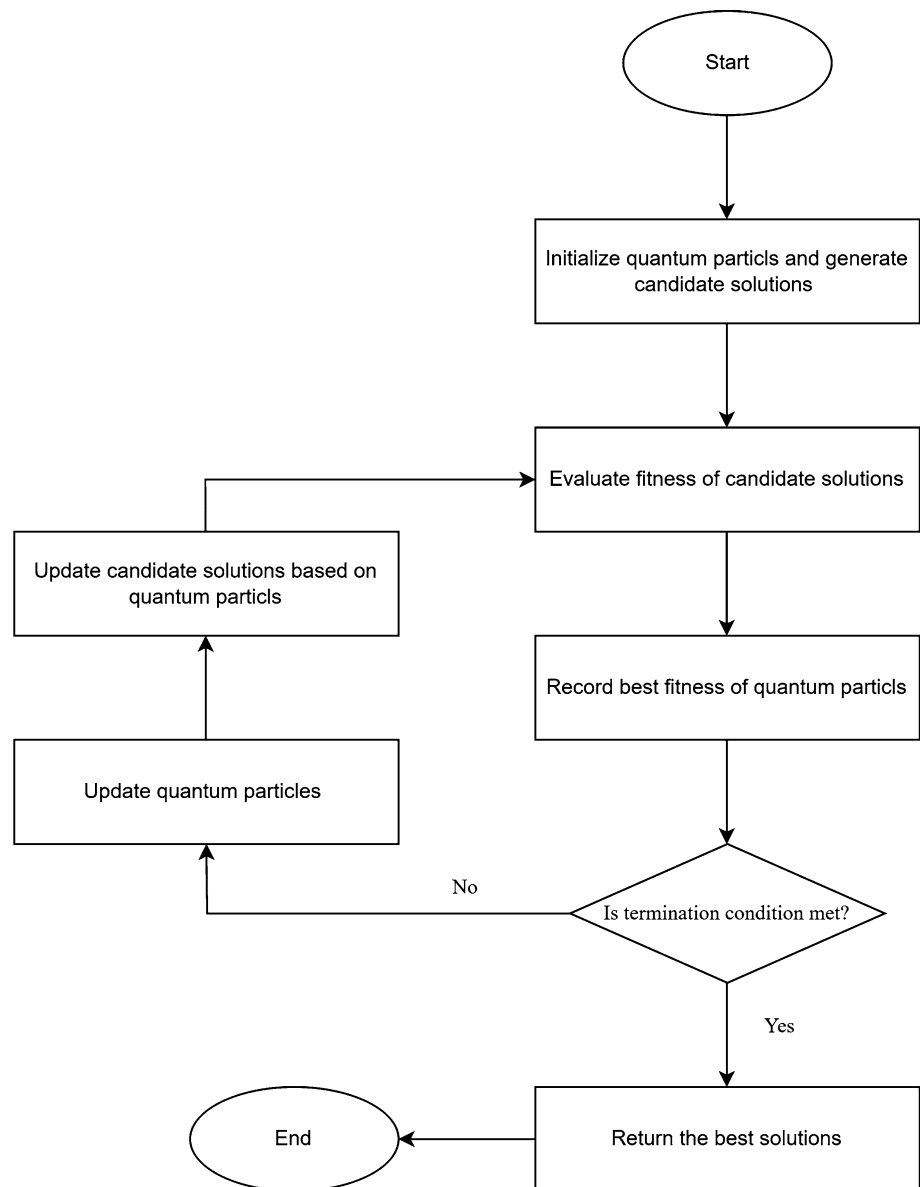 Start
Initialize quantum particls and generate
candidate solutions
Evaluate fitness of candidate solutions
Update candidate solutions based on
quantum particls
Record best fitness of quantum particls
Update quantum particles
No
Is termination condition met?
Yes
End
Return the best solutions